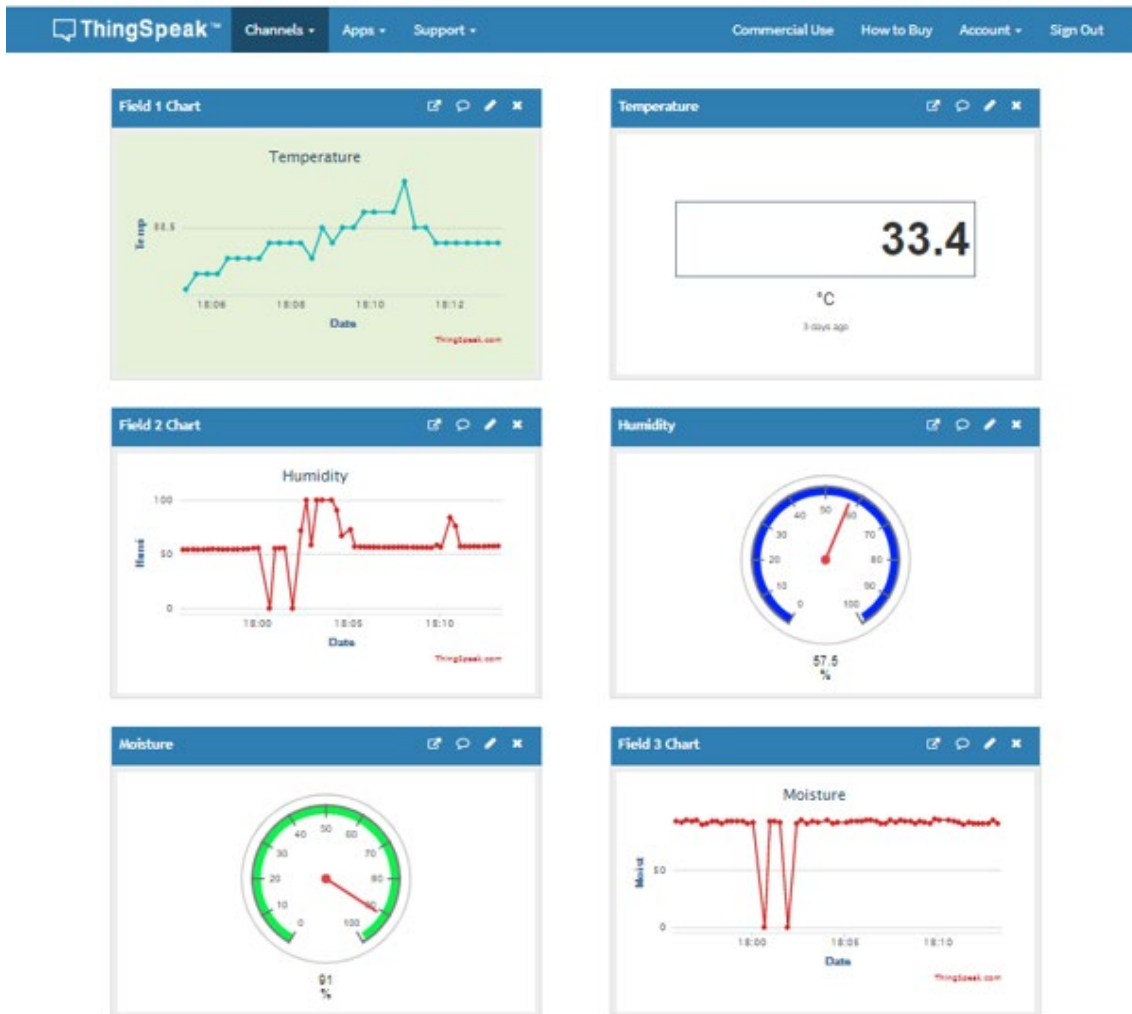 ThingSpeak™ Channels Apps Support Commercial Use How to Buy Account Sign Out
Field 1 Chart
Temperature
Temp
33.5
18:06 18:08 18:10 18:12
Date
ThingSpeak.com
Temperature
33.4
°C
3 days ago
Field 2 Chart
Humidity
Humi
100
50
0
18:00 18:05 18:10
Date
ThingSpeak.com
Humidity
0
10
20
30
40
50
60
70
80
90
100
57.5
%
Moisture
0
10
20
30
40
50
60
70
80
90
100
91
%
Field 3 Chart
Moisture
Moist
50
0
18:00 18:05 18:10
Date
ThingSpeak.com